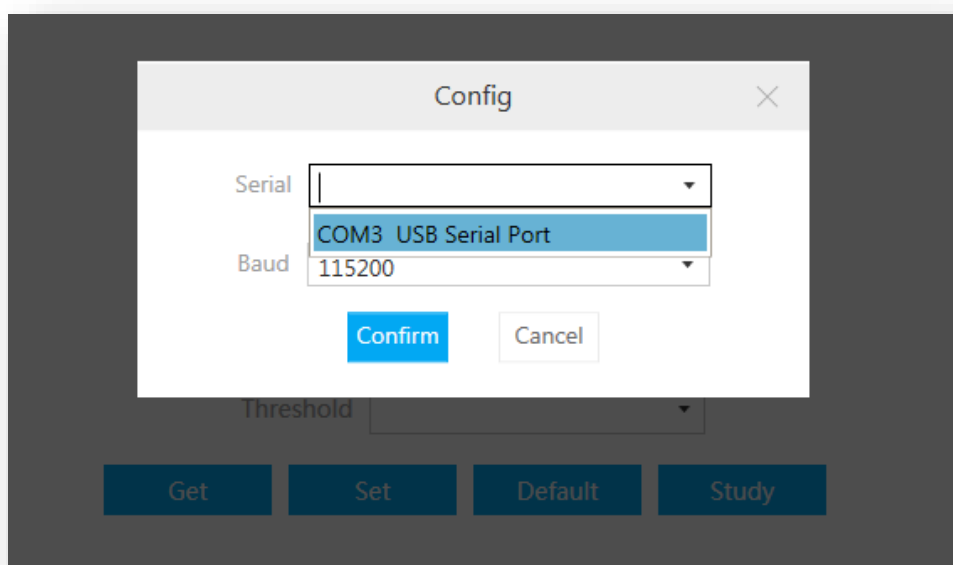 Config
Serial
COM3 USB Serial Port
Baud 115200
Confirm Cancel
Threshold
Get Set Default Study